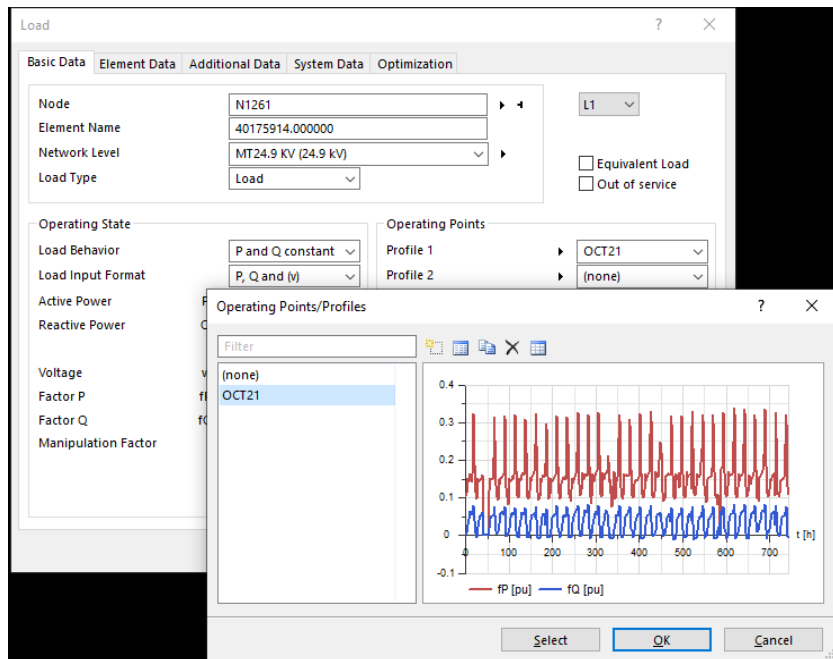 Load ?
Basic Data Element Data Additional Data System Data Optimization
Node N1261 L1
Element Name 40175914.000000
Network Level MT24.9 KV (24.9 kV)
Equivalent Load
Load Type Load
Out of service
Operating State Operating Points
Load Behavior P and Q constant Profile 1 OCT21
Load Input Format P, Q and (v) Profile 2 (none)
Active Power
Reactive Power
Voltage
Factor P
Factor Q
Manipulation Factor
Operating Points/Profiles ?
Filter
(none)
OCT21
0.4
0.3
0.2
0.1
0
-0.1
0 100 200 300 400 500 600 700 t [h]
fP [pu] fQ [pu]
Select OK Cancel